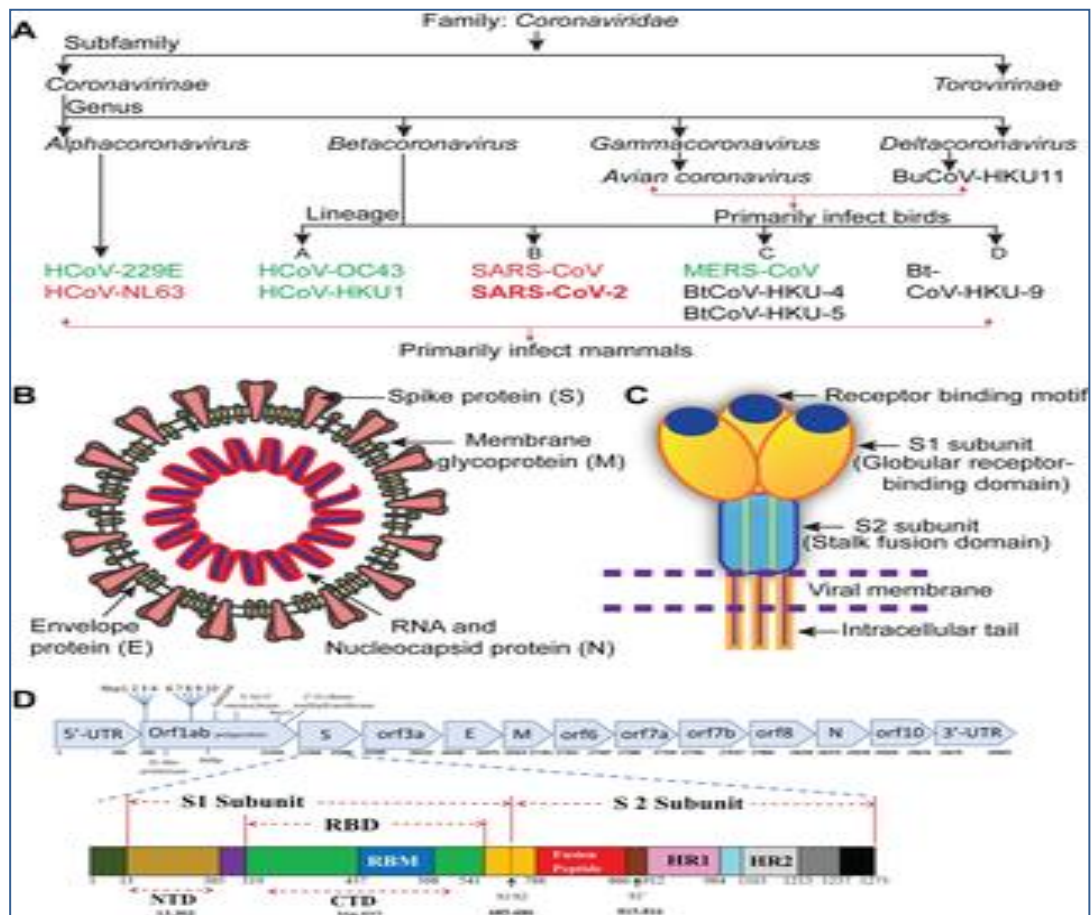 A
Family: Coronaviridae
Subfamily
Coronavirinae
Torovirinae
Genus
Alphacoronavirus
Betacoronavirus
Gammacoronavirus
Deltacoronavirus
Avian coronavirus
BuCoV-HKU11
Lineage
Primarily infect birds
A
B
C
D
HCoV-229E
HCoV-OC43
SARS-CoV
MERS-CoV
Bt-
HCoV-NL63
HCoV-HKU1
SARS-CoV-2
BtCoV-HKU-4
CoV-HKU-9
BtCoV-HKU-5
Primarily infect mammals
B
Spike protein (S)
Membrane
glycoprotein (M)
Envelope
protein (E)
RNA and
Nucleocapsid protein (N)
C
Receptor binding motif
S1 subunit
(Globular receptor-
binding domain)
S2 subunit
(Stalk fusion domain)
Viral membrane
Intracellular tail
D
5'-UTR
Orf1ab
S
orf3a
E
M
orf6
orf7a
orf7b
orf8
N
orf10
3'-UTR
S1 Subunit
S 2 Subunit
RBD
RBM
Fusion
Peptide
HR1
HR2
NTD
CTD